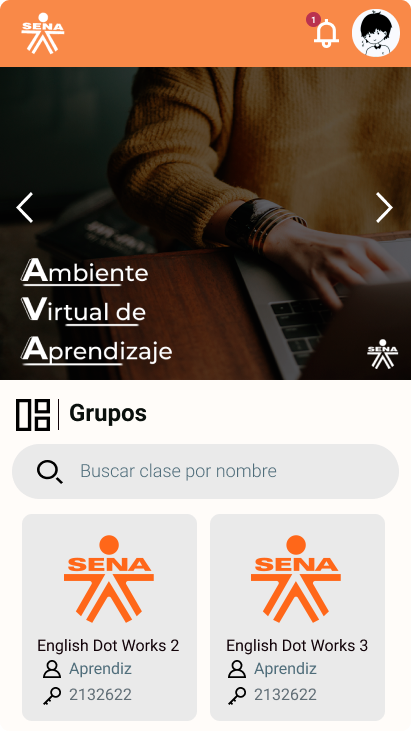 SENA
1
Ambiente
Virtual de
Aprendizaje
SENA
Grupos
Buscar clase por nombre
SENA
English Dot Works 2
Aprendiz
2132622
SENA
English Dot Works 3
Aprendiz
2132622